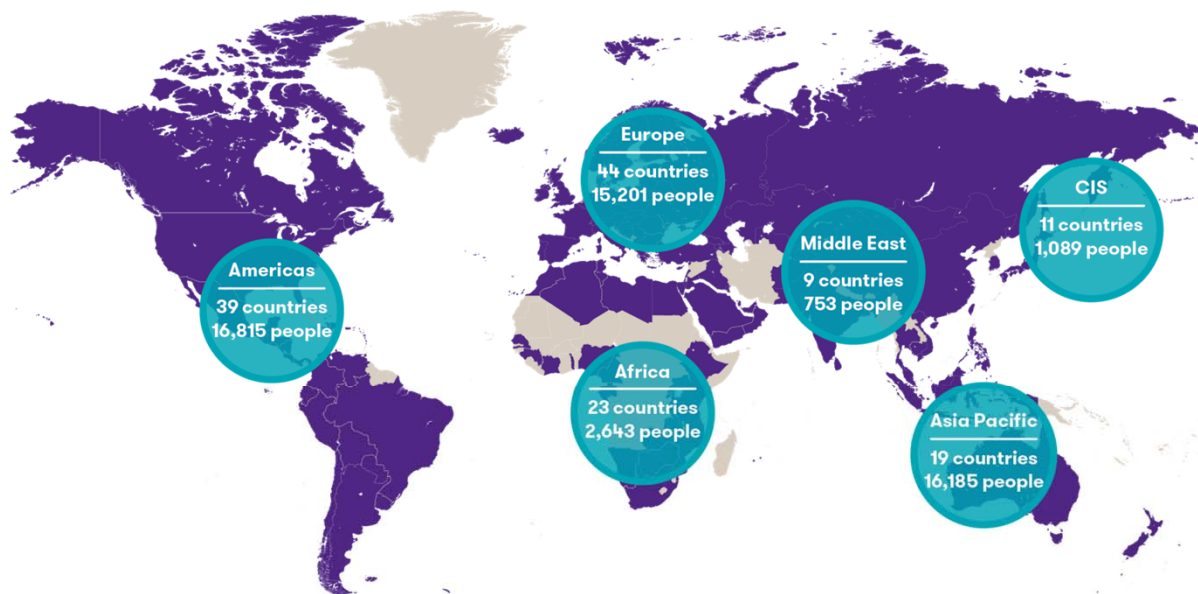 Europe
44 countries
15,201 people
CIS
11 countries
1,089 people
Middle East
9 countries
753 people
Americas
39 countries
16,815 people
Africa
23 countries
2,643 people
Asia Pacific
19 countries
16,185 people